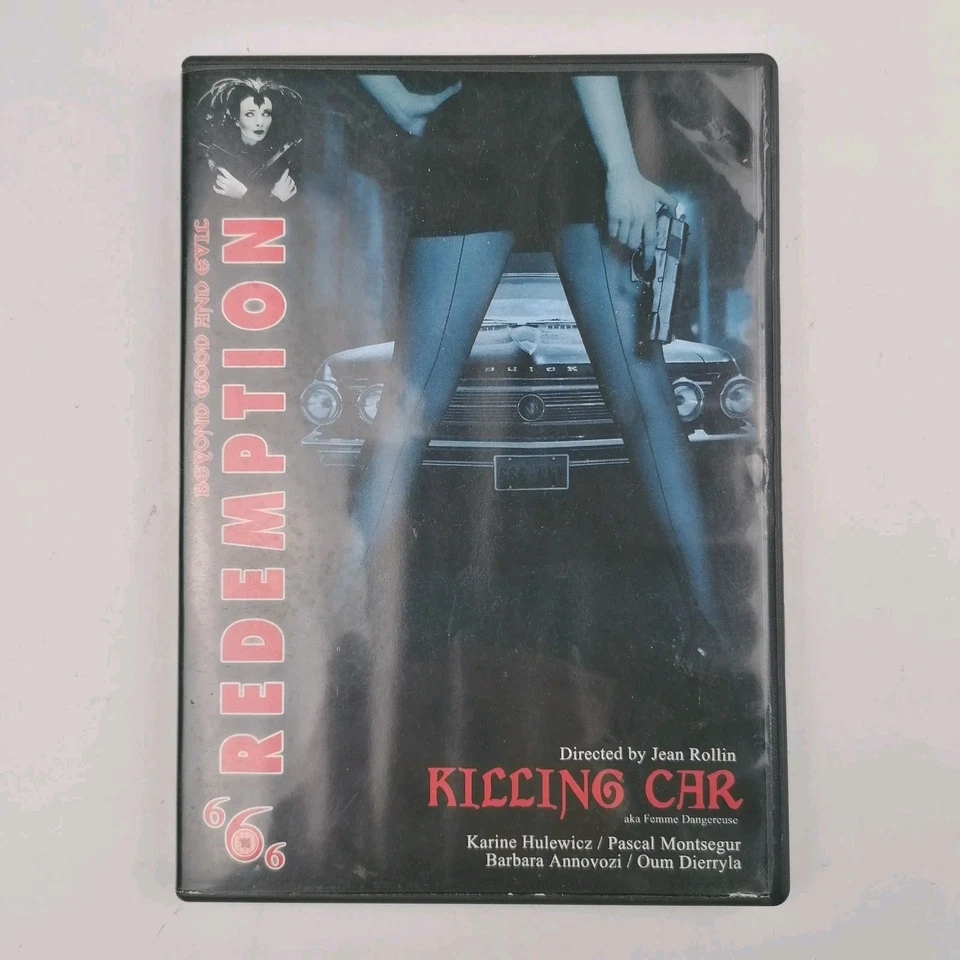 BEYOND GOOD AND EVIL
REDEMPTION
666
BUICK
Directed by Jean Rollin
KILLING CAR
aka Femme Dangereuse
Karine Hulewicz / Pascal Montsegur
Barbara Annovozi / Oum Dierryla